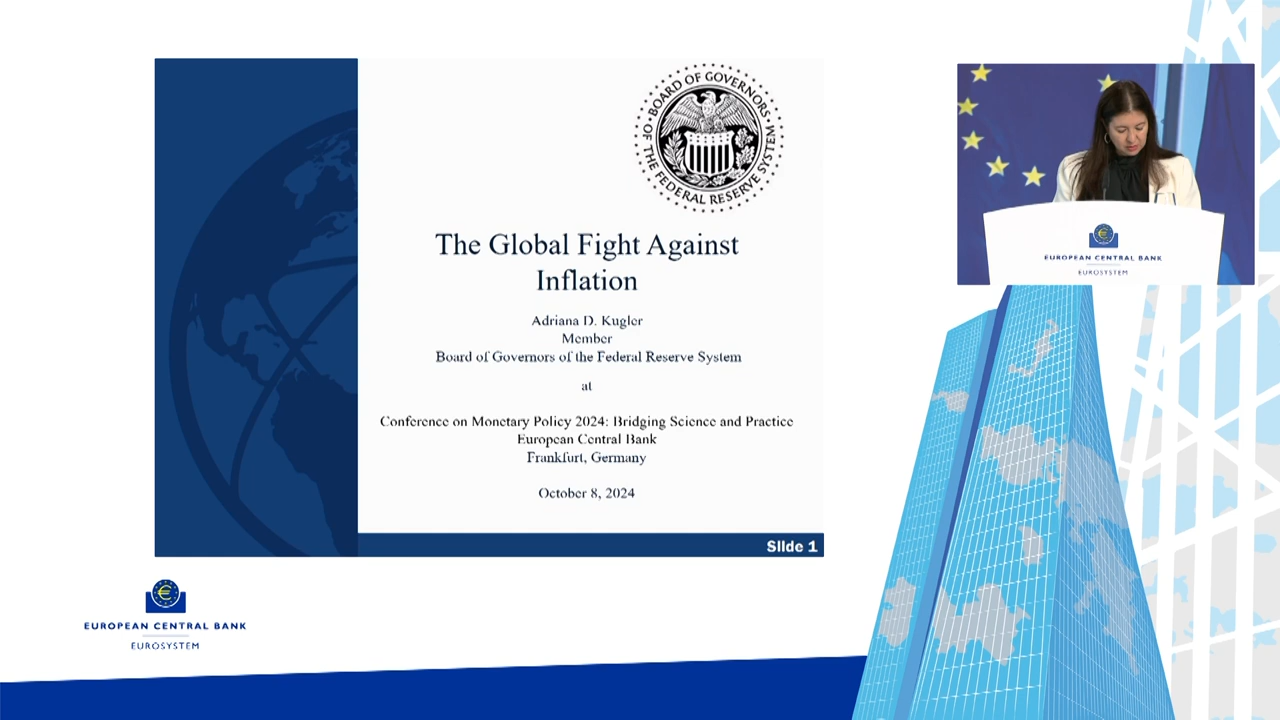 BOARD OF GOVERNORS
OF THE FEDERAL RESERVE SYSTEM
The Global Fight Against
Inflation
Adriana D. Kugler
Member
Board of Governors of the Federal Reserve System
at
Conference on Monetary Policy 2024: Bridging Science and Practice
European Central Bank
Frankfurt, Germany
October 8, 2024
Slide 1
EUROPEAN CENTRAL BANK
EUROSYSTEM
EUROPEAN CENTRAL BANK
EUROSYSTEM